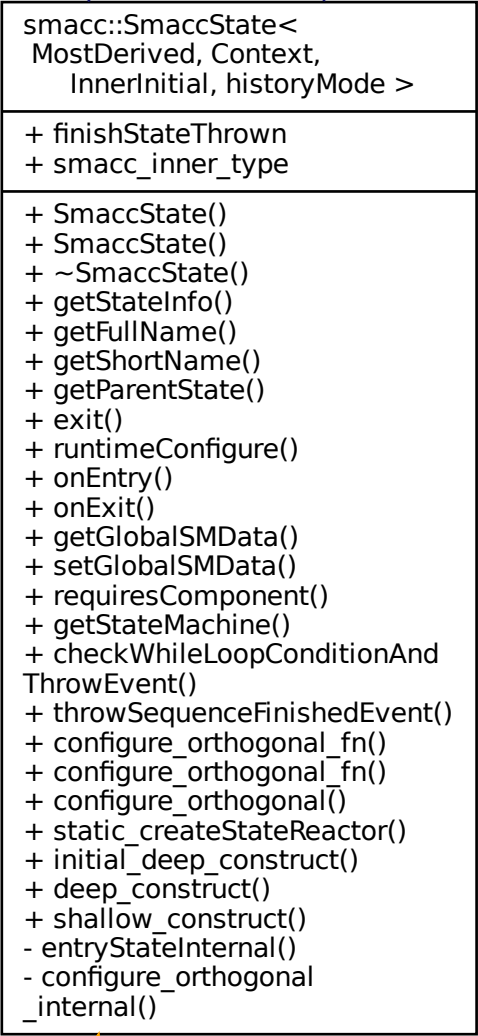 smacc::SmaccState<
MostDerived, Context,
InnerInitial, historyMode >
+ finishStateThrown
+ smacc_inner_type
+ SmaccState()
+ SmaccState()
+ ~SmaccState()
+ getStateInfo()
+ getFullName()
+ getShortName()
+ getParentState()
+ exit()
+ runtimeConfigure()
+ onEntry()
+ onExit()
+ getGlobalSMData()
+ setGlobalSMData()
+ requiresComponent()
+ getStateMachine()
+ checkWhileLoopConditionAnd
ThrowEvent()
+ throwSequenceFinishedEvent()
+ configure_orthogonal_fn()
+ configure_orthogonal_fn()
+ configure_orthogonal()
+ static_createStateReactor()
+ initial_deep_construct()
+ deep_construct()
+ shallow_construct()
- entryStateInternal()
- configure_orthogonal
_internal()